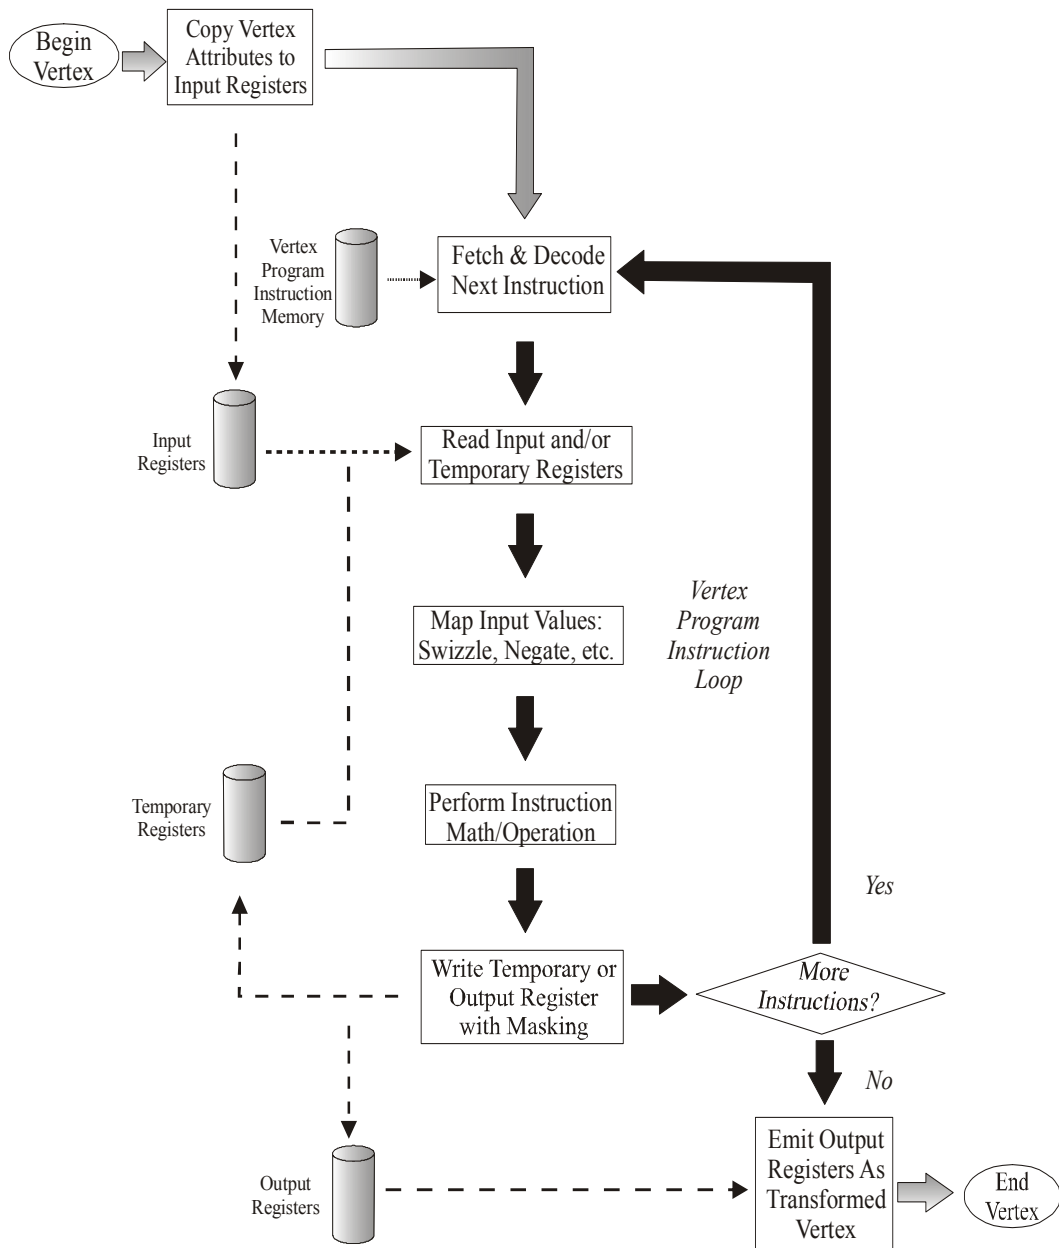 Begin
Vertex
Copy Vertex
Attributes to
Input Registers
Vertex
Program
Instruction
Memory
Fetch & Decode
Next Instruction
Input
Registers
Read Input and/or
Temporary Registers
Map Input Values:
Swizzle, Negate, etc.
Vertex
Program
Instruction
Loop
Temporary
Registers
Perform Instruction
Math/Operation
Yes
Write Temporary or
Output Register
with Masking
More
Instructions?
No
Output
Registers
Emit Output
Registers As
Transformed
Vertex
End
Vertex